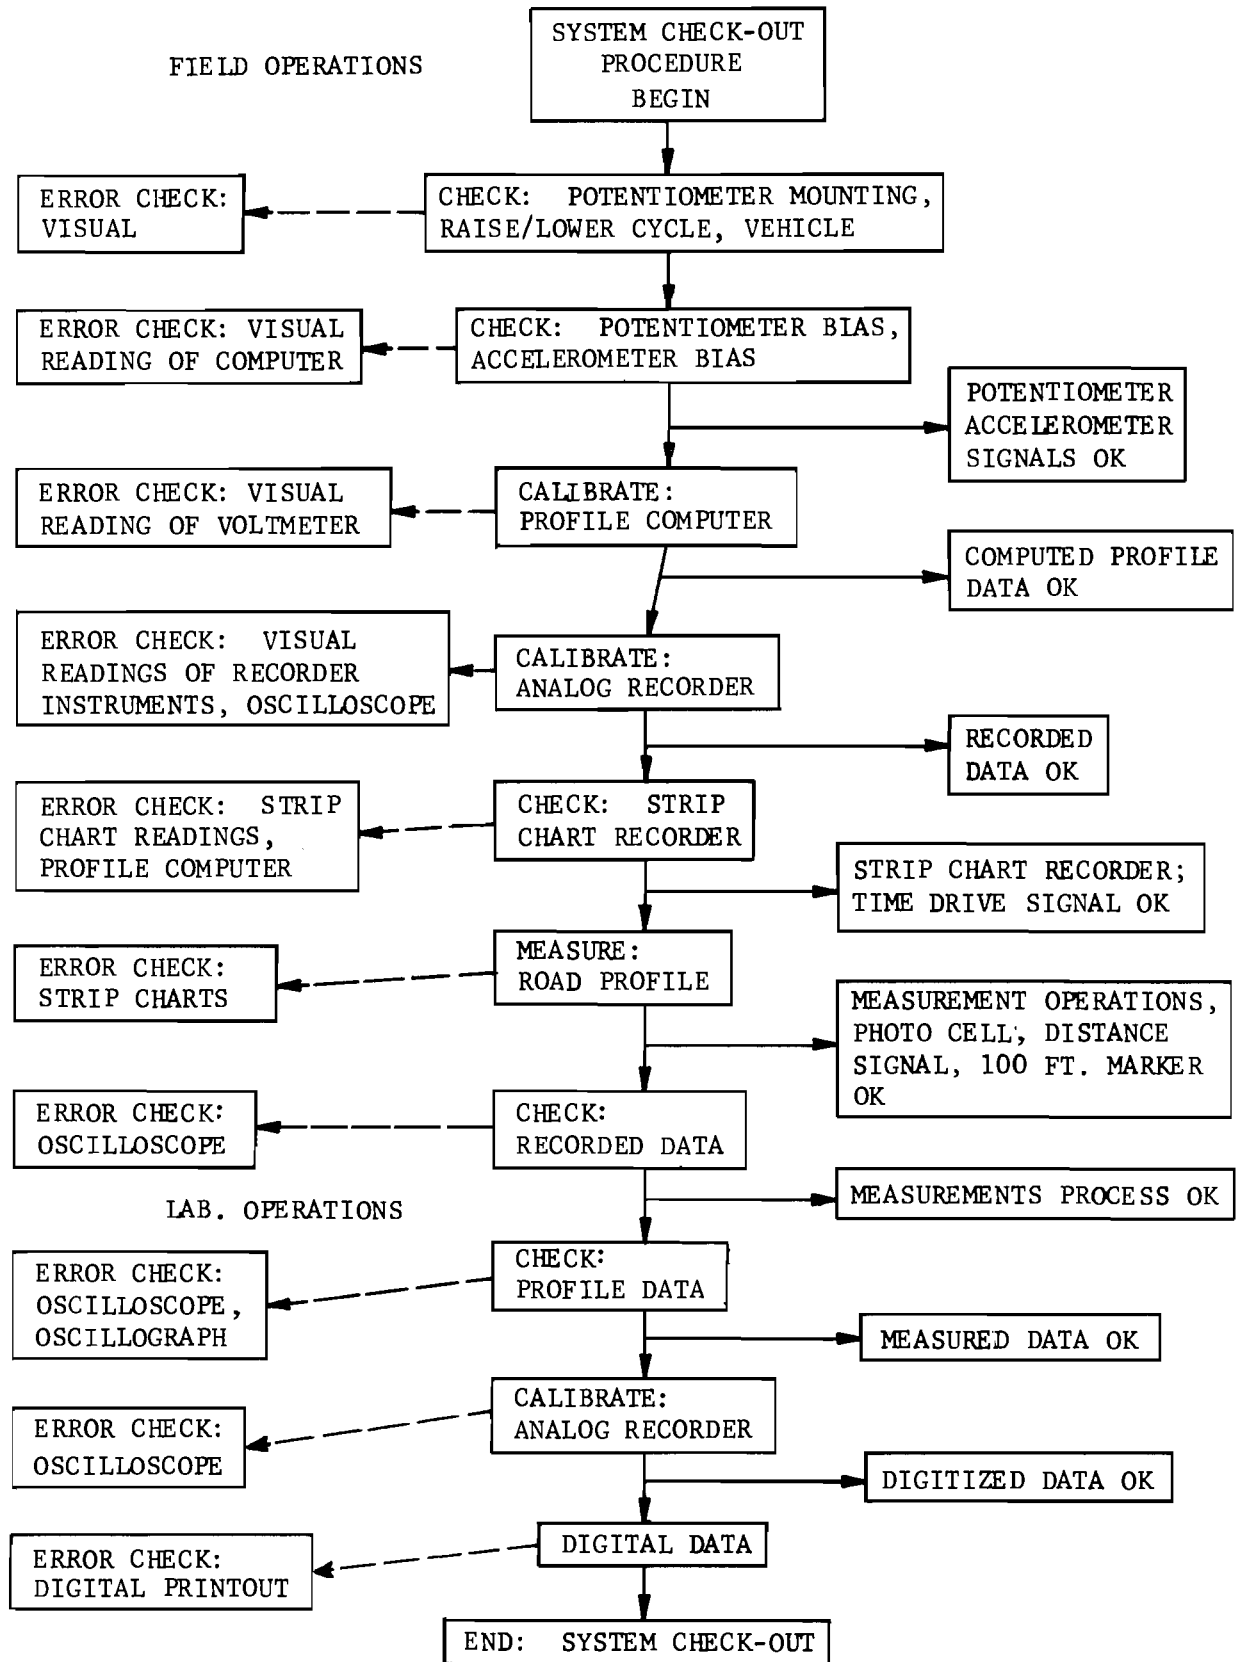 FIELD OPERATIONS
SYSTEM CHECK-OUT
PROCEDURE
BEGIN
ERROR CHECK:
VISUAL
CHECK: POTENTIOMETER MOUNTING,
RAISE/LOWER CYCLE, VEHICLE
ERROR CHECK: VISUAL
READING OF COMPUTER
CHECK: POTENTIOMETER BIAS,
ACCELEROMETER BIAS
POTENTIOMETER
ACCELEROMETER
SIGNALS OK
ERROR CHECK: VISUAL
READING OF VOLTMETER
CALIBRATE:
PROFILE COMPUTER
COMPUTED PROFILE
DATA OK
ERROR CHECK: VISUAL
READINGS OF RECORDER
INSTRUMENTS, OSCILLOSCOPE
CALIBRATE:
ANALOG RECORDER
RECORDED
DATA OK
ERROR CHECK: STRIP
CHART READINGS,
PROFILE COMPUTER
CHECK: STRIP
CHART RECORDER
STRIP CHART RECORDER;
TIME DRIVE SIGNAL OK
ERROR CHECK:
STRIP CHARTS
MEASURE:
ROAD PROFILE
MEASUREMENT OPERATIONS,
PHOTO CELL, DISTANCE
SIGNAL, 100 FT. MARKER
OK
ERROR CHECK:
OSCILLOSCOPE
CHECK:
RECORDED DATA
MEASUREMENTS PROCESS OK
LAB. OPERATIONS
ERROR CHECK:
OSCILLOSCOPE,
OSCILLOGRAPH
CHECK:
PROFILE DATA
MEASURED DATA OK
ERROR CHECK:
OSCILLOSCOPE
CALIBRATE:
ANALOG RECORDER
DIGITIZED DATA OK
ERROR CHECK:
DIGITAL PRINTOUT
DIGITAL DATA
END: SYSTEM CHECK-OUT